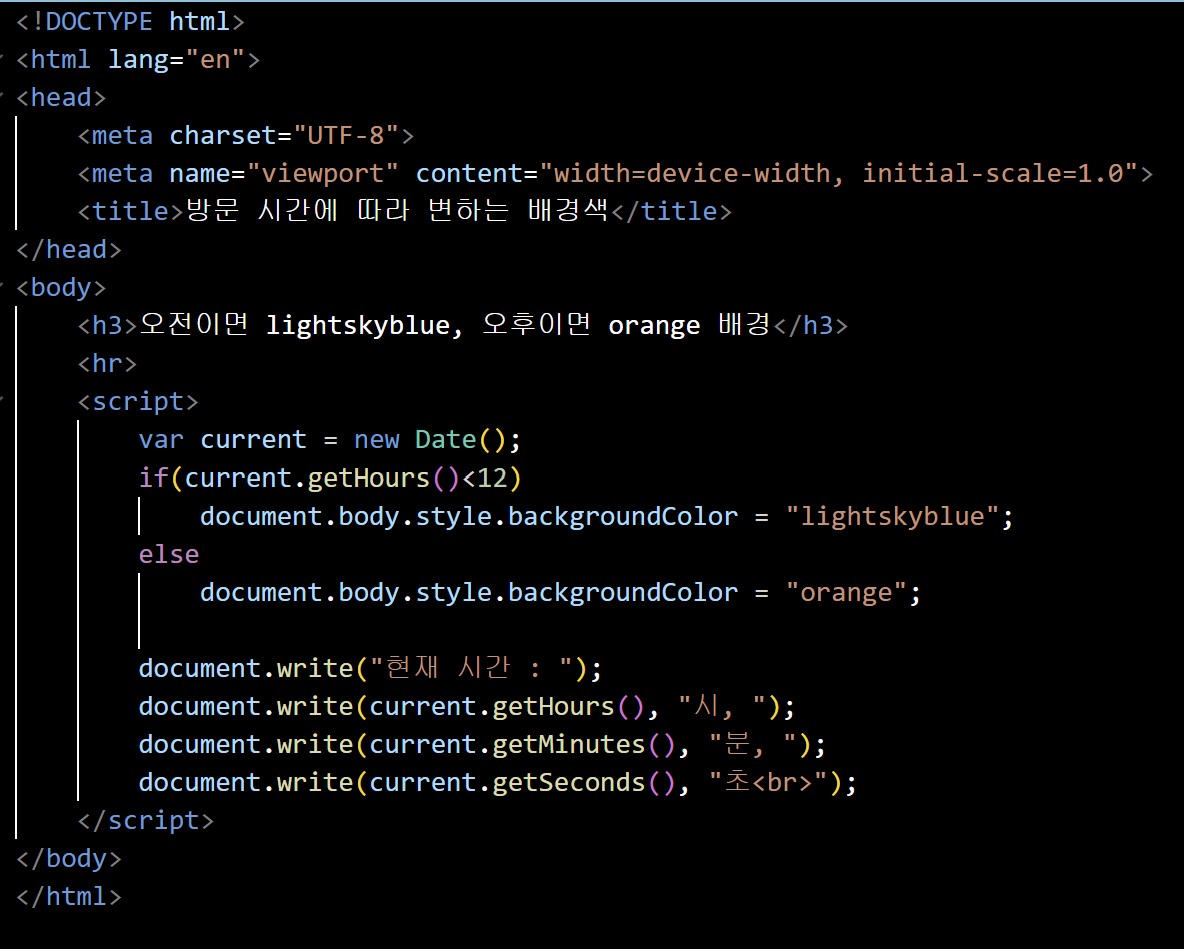 <!DOCTYPE html>
<html lang="en">
<head>
    <meta charset="UTF-8">
    <meta name="viewport" content="width=device-width, initial-scale=1.0">
    <title>방문 시간에 따라 변하는 배경색</title>
</head>
<body>
    <h3>오전이면 lightskyblue, 오후이면 orange 배경</h3>
    <hr>
    <script>
        var current = new Date();
        if(current.getHours()<12)
            document.body.style.backgroundColor = "lightskyblue";
        else
            document.body.style.backgroundColor = "orange";
        document.write("현재 시간 : ");
        document.write(current.getHours(), "시, ");
        document.write(current.getMinutes(), "분, ");
        document.write(current.getSeconds(), "초<br>");
    </script>
</body>
</html>